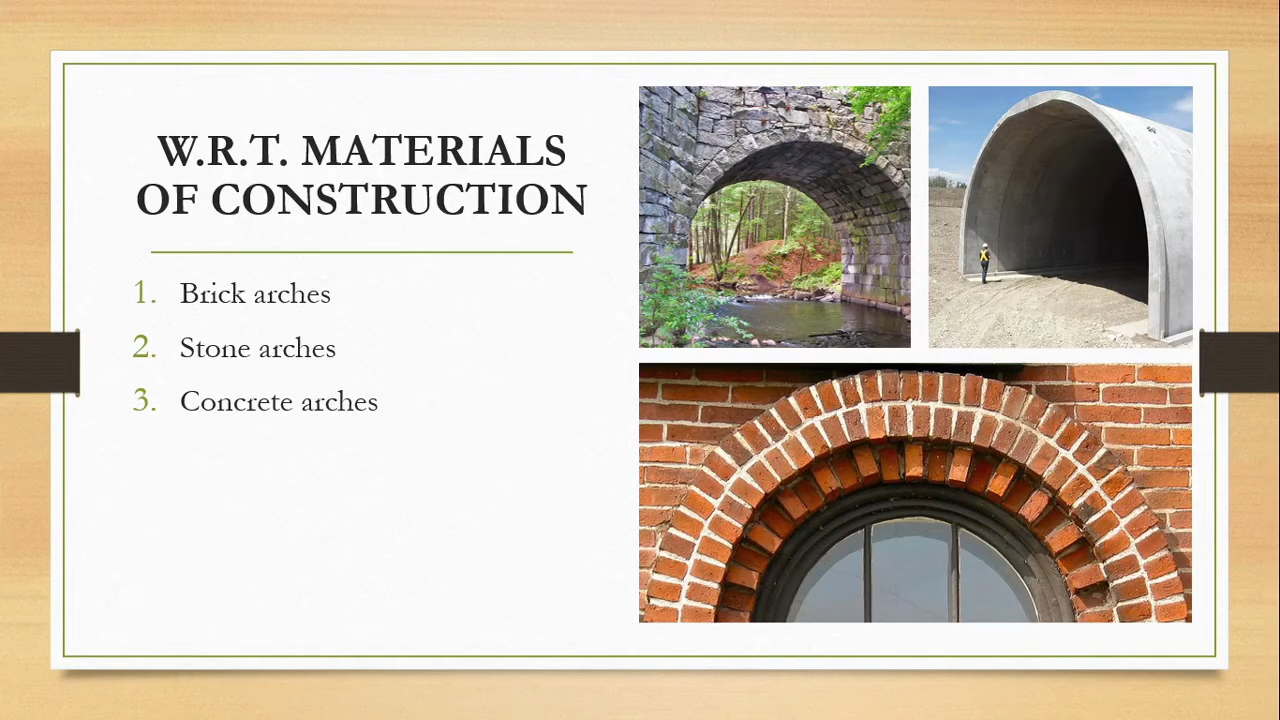 W.R.T. MATERIALS
OF CONSTRUCTION
1. Brick arches
2. Stone arches
3. Concrete arches